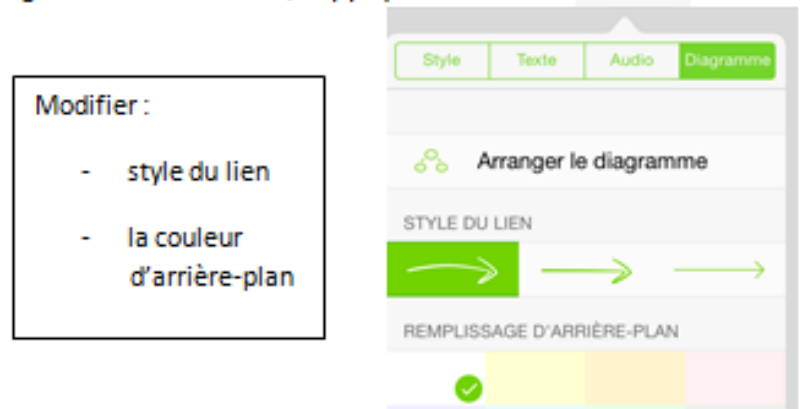 Modifier :
- style du lien
- la couleur
d'arrière-plan
Style Texte Audio Diagramme
Arranger le diagramme
STYLE DU LIEN
REMPLISSAGE D'ARRIÈRE-PLAN